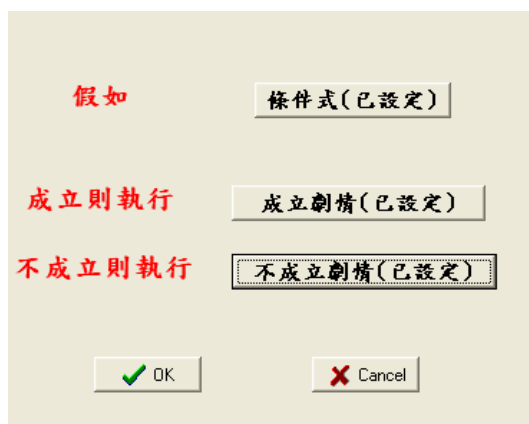 假如 條件式(已設定)
成立則執行 成立劇情(已設定)
不成立則執行 不成立劇情(已設定)
OK Cancel